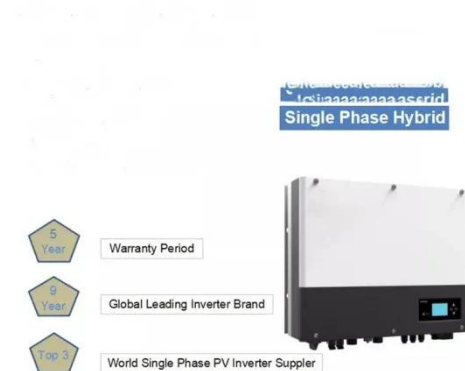 Single Phase Hybrid
5
Year
Warranty Period
9
Year
Global Leading Inverter Brand
Top 3
World Single Phase PV Inverter Suppler